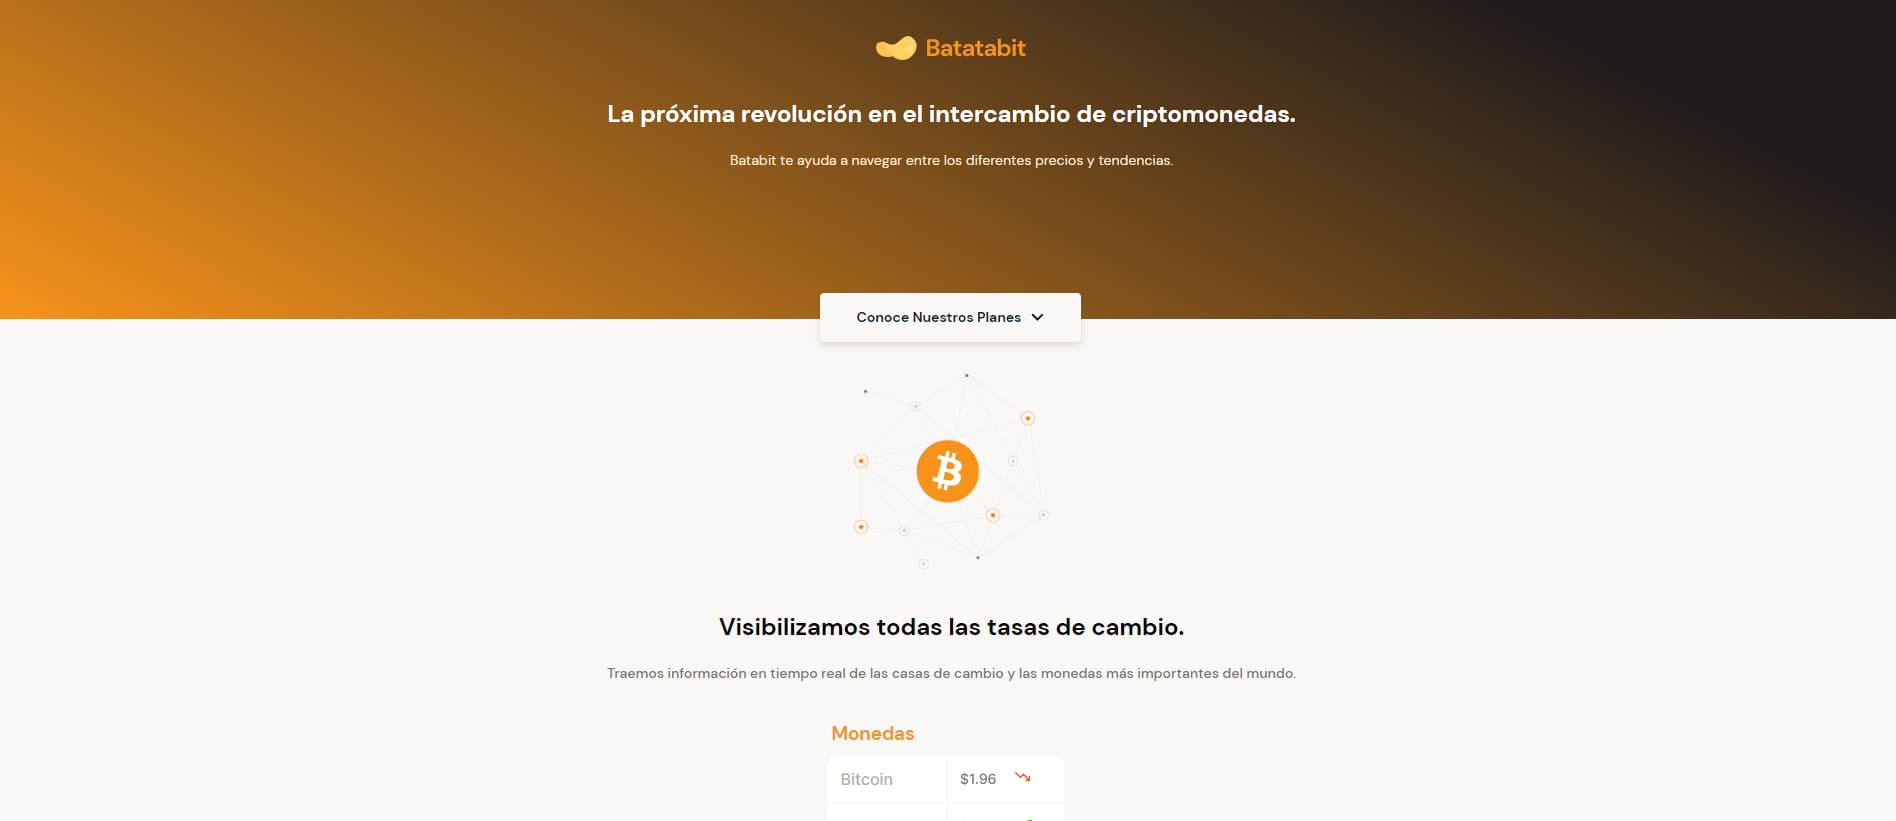 Batatabit
La próxima revolución en el intercambio de criptomonedas.
Batabit te ayuda a navegar entre los diferentes precios y tendencias.
Conoce Nuestros Planes
Visibilizamos todas las tasas de cambio.
Traemos información en tiempo real de las casas de cambio y las monedas más importantes del mundo.
Monedas
Bitcoin $1.96